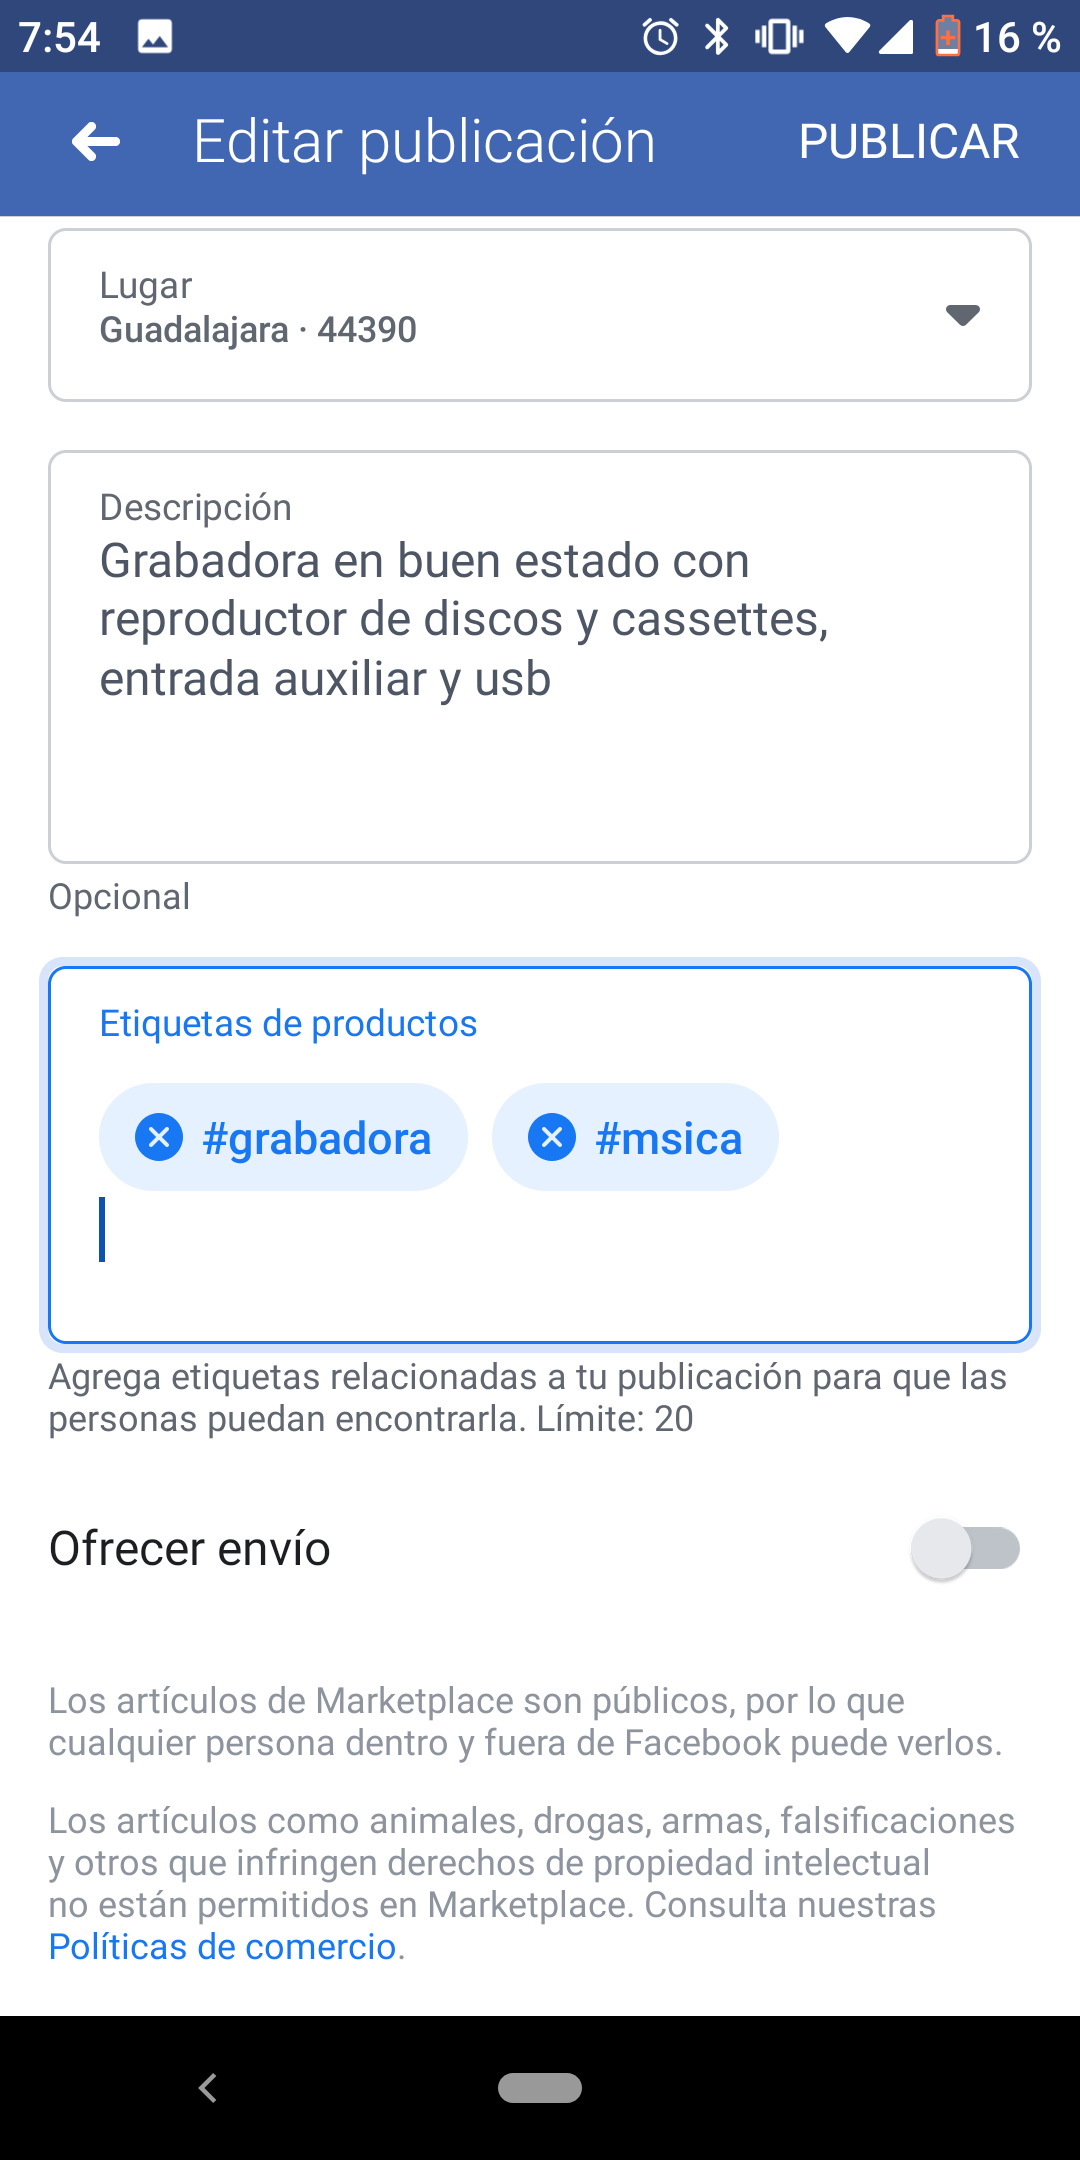 7:54
16 %
Editar publicación
PUBLICAR
Lugar
Guadalajara · 44390
Descripción
Grabadora en buen estado con
reproductor de discos y cassettes,
entrada auxiliar y usb
Opcional
Etiquetas de productos
#grabadora #msica
Agrega etiquetas relacionadas a tu publicación para que las
personas puedan encontrarla. Límite: 20
Ofrecer envío
Los artículos de Marketplace son públicos, por lo que
cualquier persona dentro y fuera de Facebook puede verlos.
Los artículos como animales, drogas, armas, falsificaciones
y otros que infringen derechos de propiedad intelectual
no están permitidos en Marketplace. Consulta nuestras
Políticas de comercio.